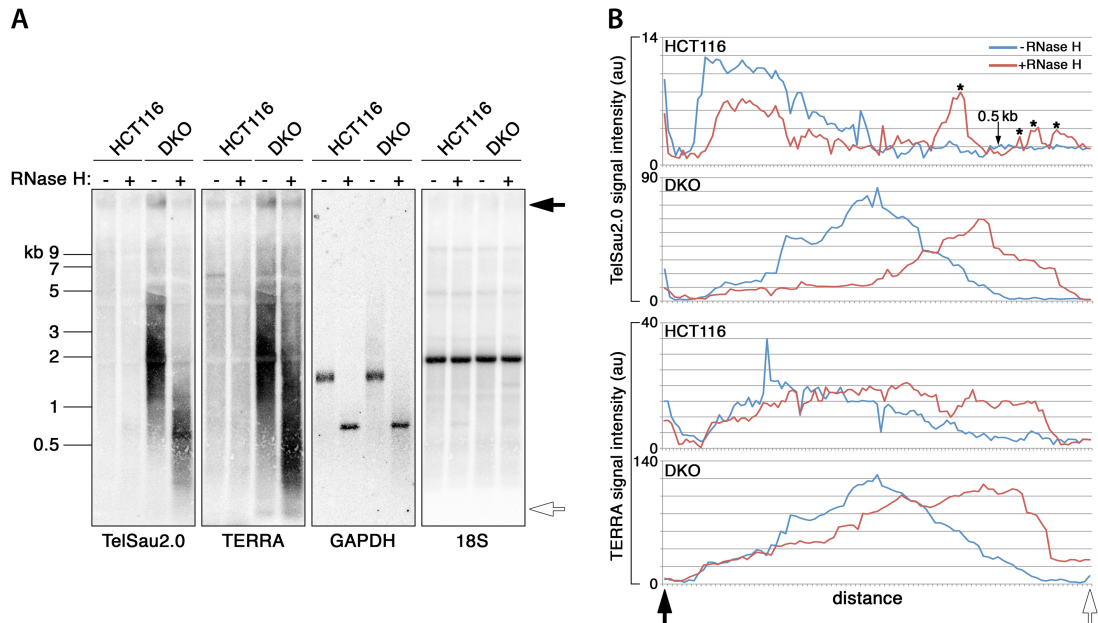 A
HCT116 DKO HCT116 DKO HCT116 DKO HCT116 DKO
RNase H: - + - + - + - + - + - + - + - +
kb 9
7
5
3
2
1
0.5
TelSau2.0 TERRA GAPDH 18S
B
TelSau2.0 signal intensity (au)
14
HCT116
-RNase H
+RNase H
*
0.5 kb
* * *
0
90
DKO
0
TERRA signal intensity (au)
40
HCT116
0
140
DKO
0
distance